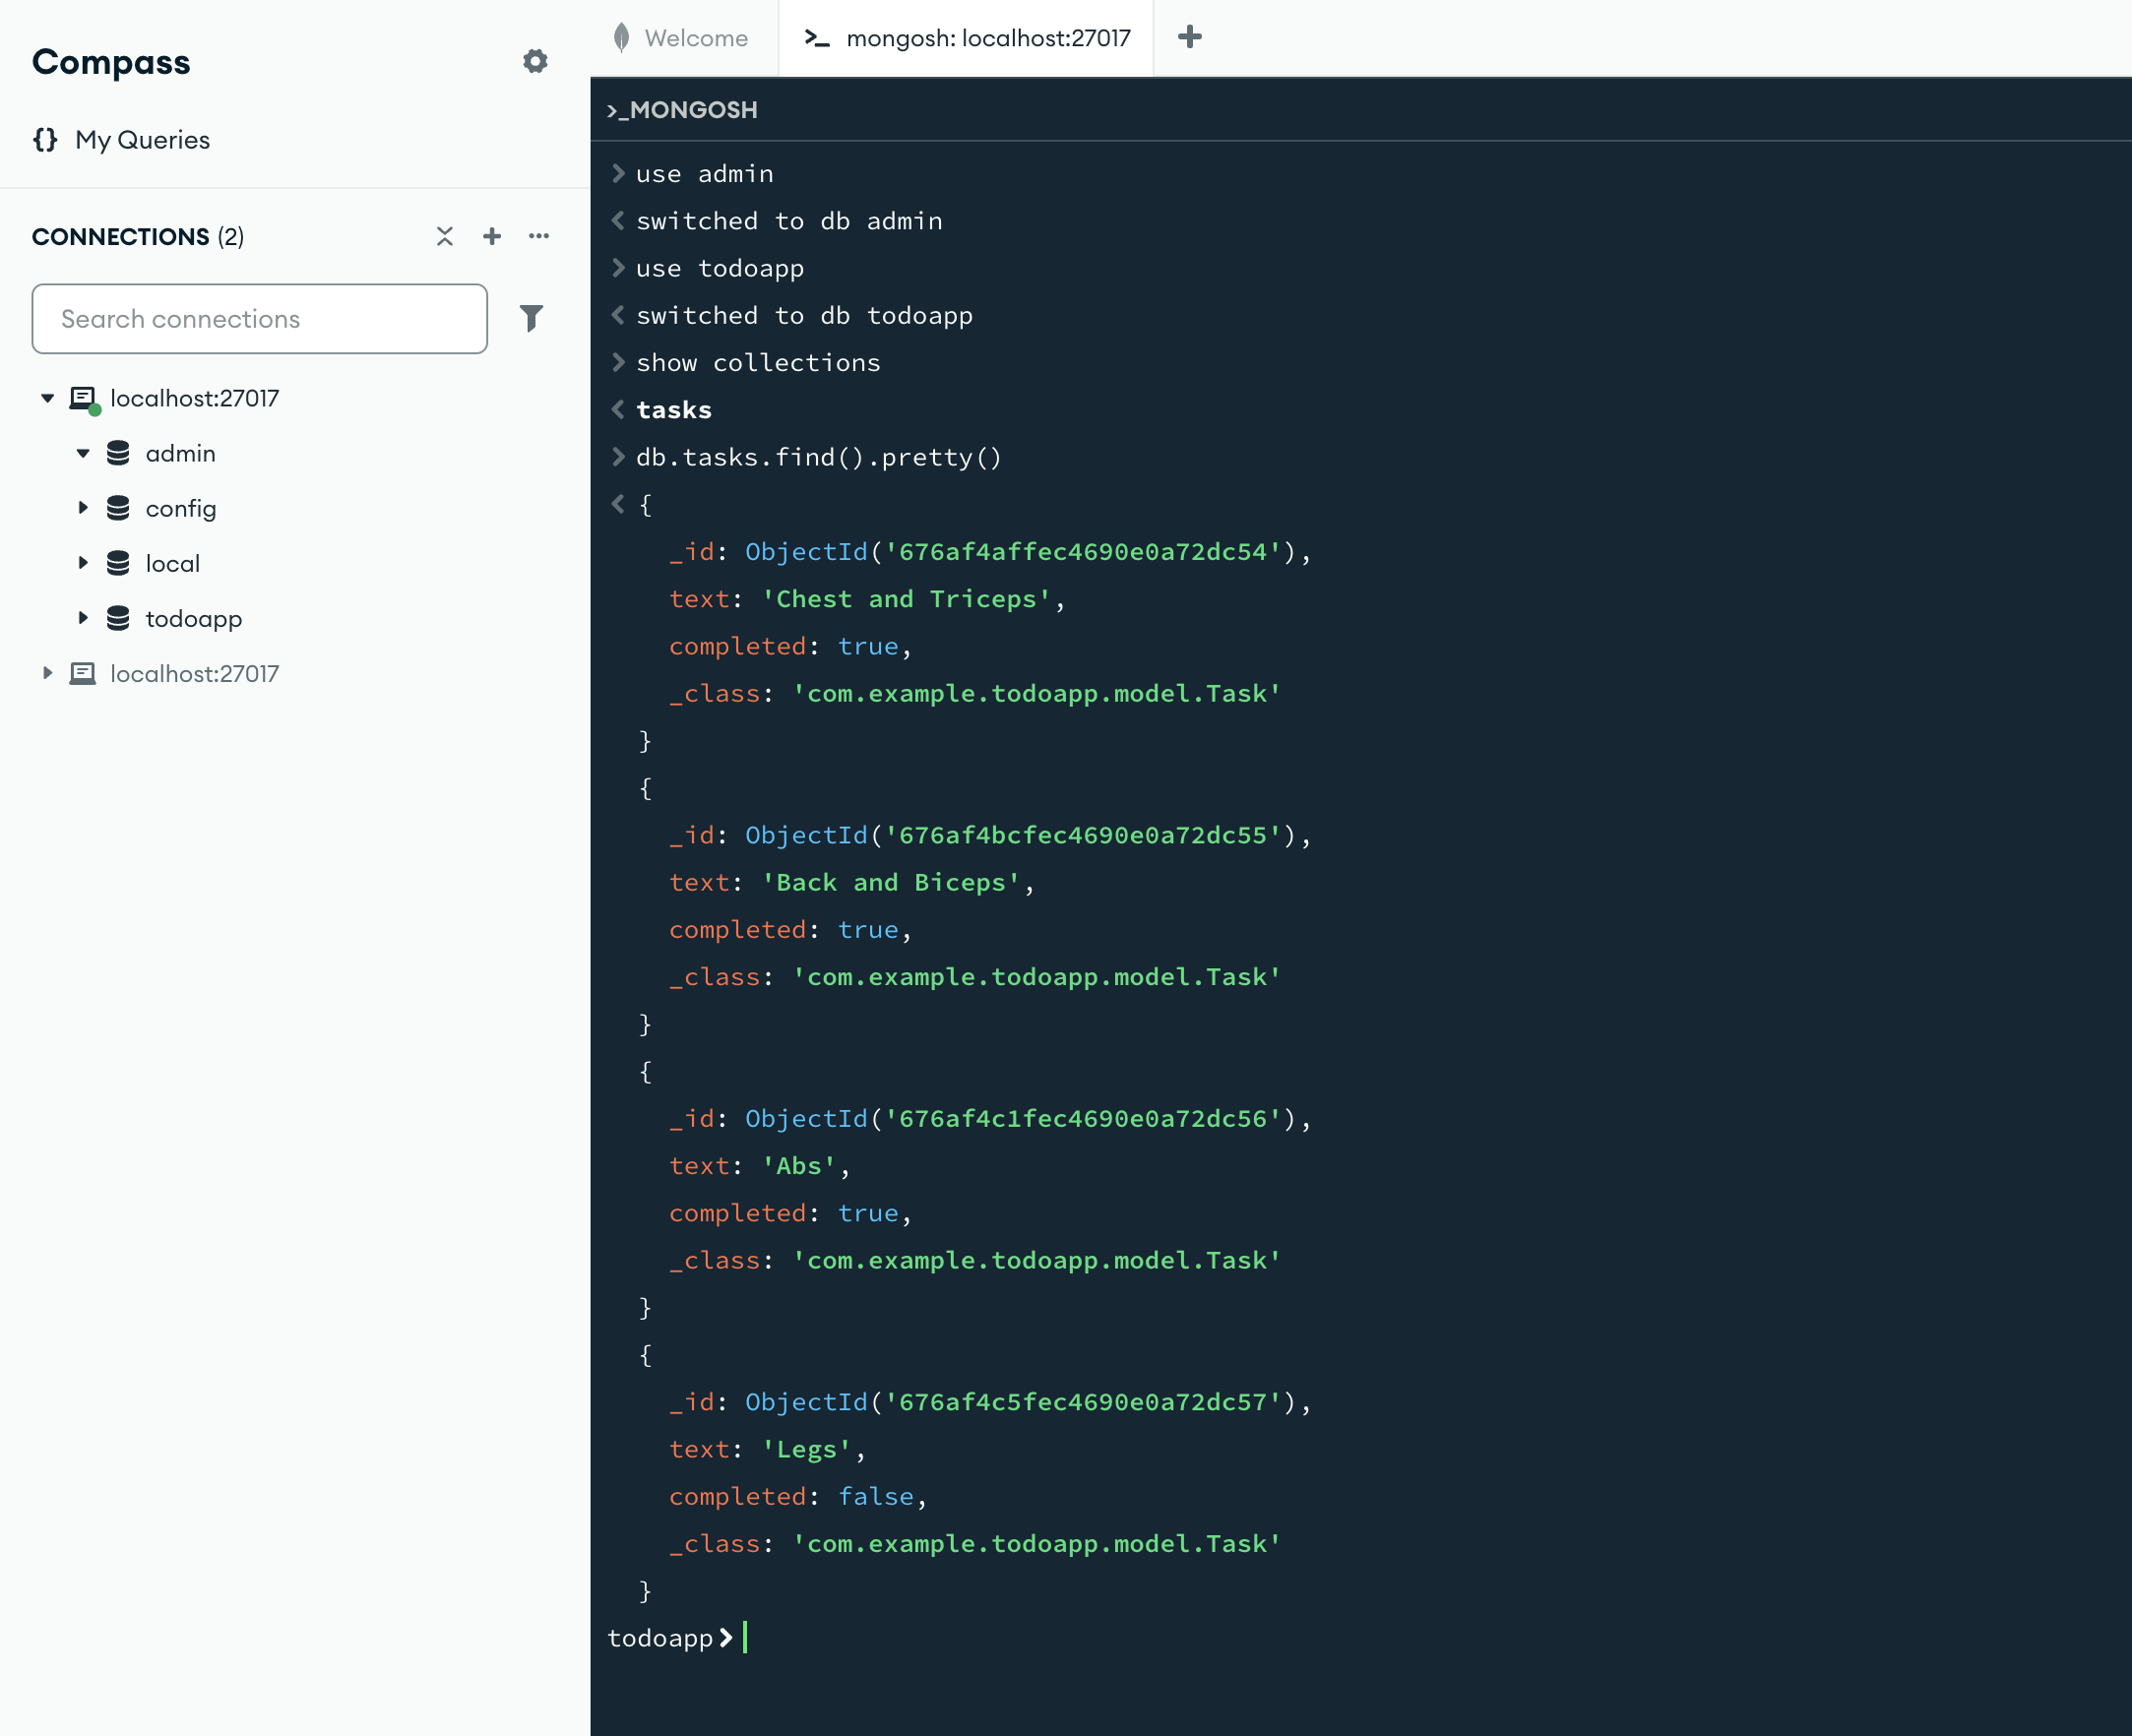 Compass
{} My Queries
CONNECTIONS (2)
Search connections
localhost:27017
admin
config
local
todoapp
localhost:27017
Welcome
>_ mongosh: localhost:27017
>_MONGOSH
> use admin
< switched to db admin
> use todoapp
< switched to db todoapp
> show collections
< tasks
> db.tasks.find().pretty()
< {
_id: ObjectId('676af4affec4690e0a72dc54'),
text: 'Chest and Triceps',
completed: true,
_class: 'com.example.todoapp.model.Task'
}
{
_id: ObjectId('676af4bcfec4690e0a72dc55'),
text: 'Back and Biceps',
completed: true,
_class: 'com.example.todoapp.model.Task'
}
{
_id: ObjectId('676af4c1fec4690e0a72dc56'),
text: 'Abs',
completed: true,
_class: 'com.example.todoapp.model.Task'
}
{
_id: ObjectId('676af4c5fec4690e0a72dc57'),
text: 'Legs',
completed: false,
_class: 'com.example.todoapp.model.Task'
}
todoapp>